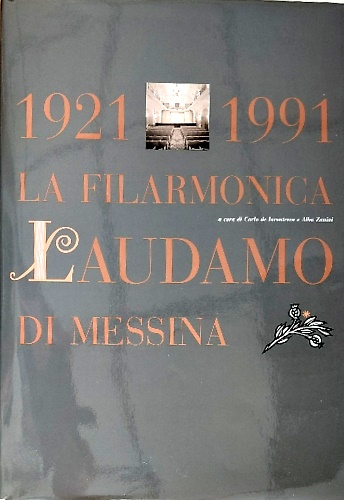 1921 1991
LA FILARMONICA
a cura di Carlo de Incontrera e Alba Zanini
LAUDAMO
DI MESSINA